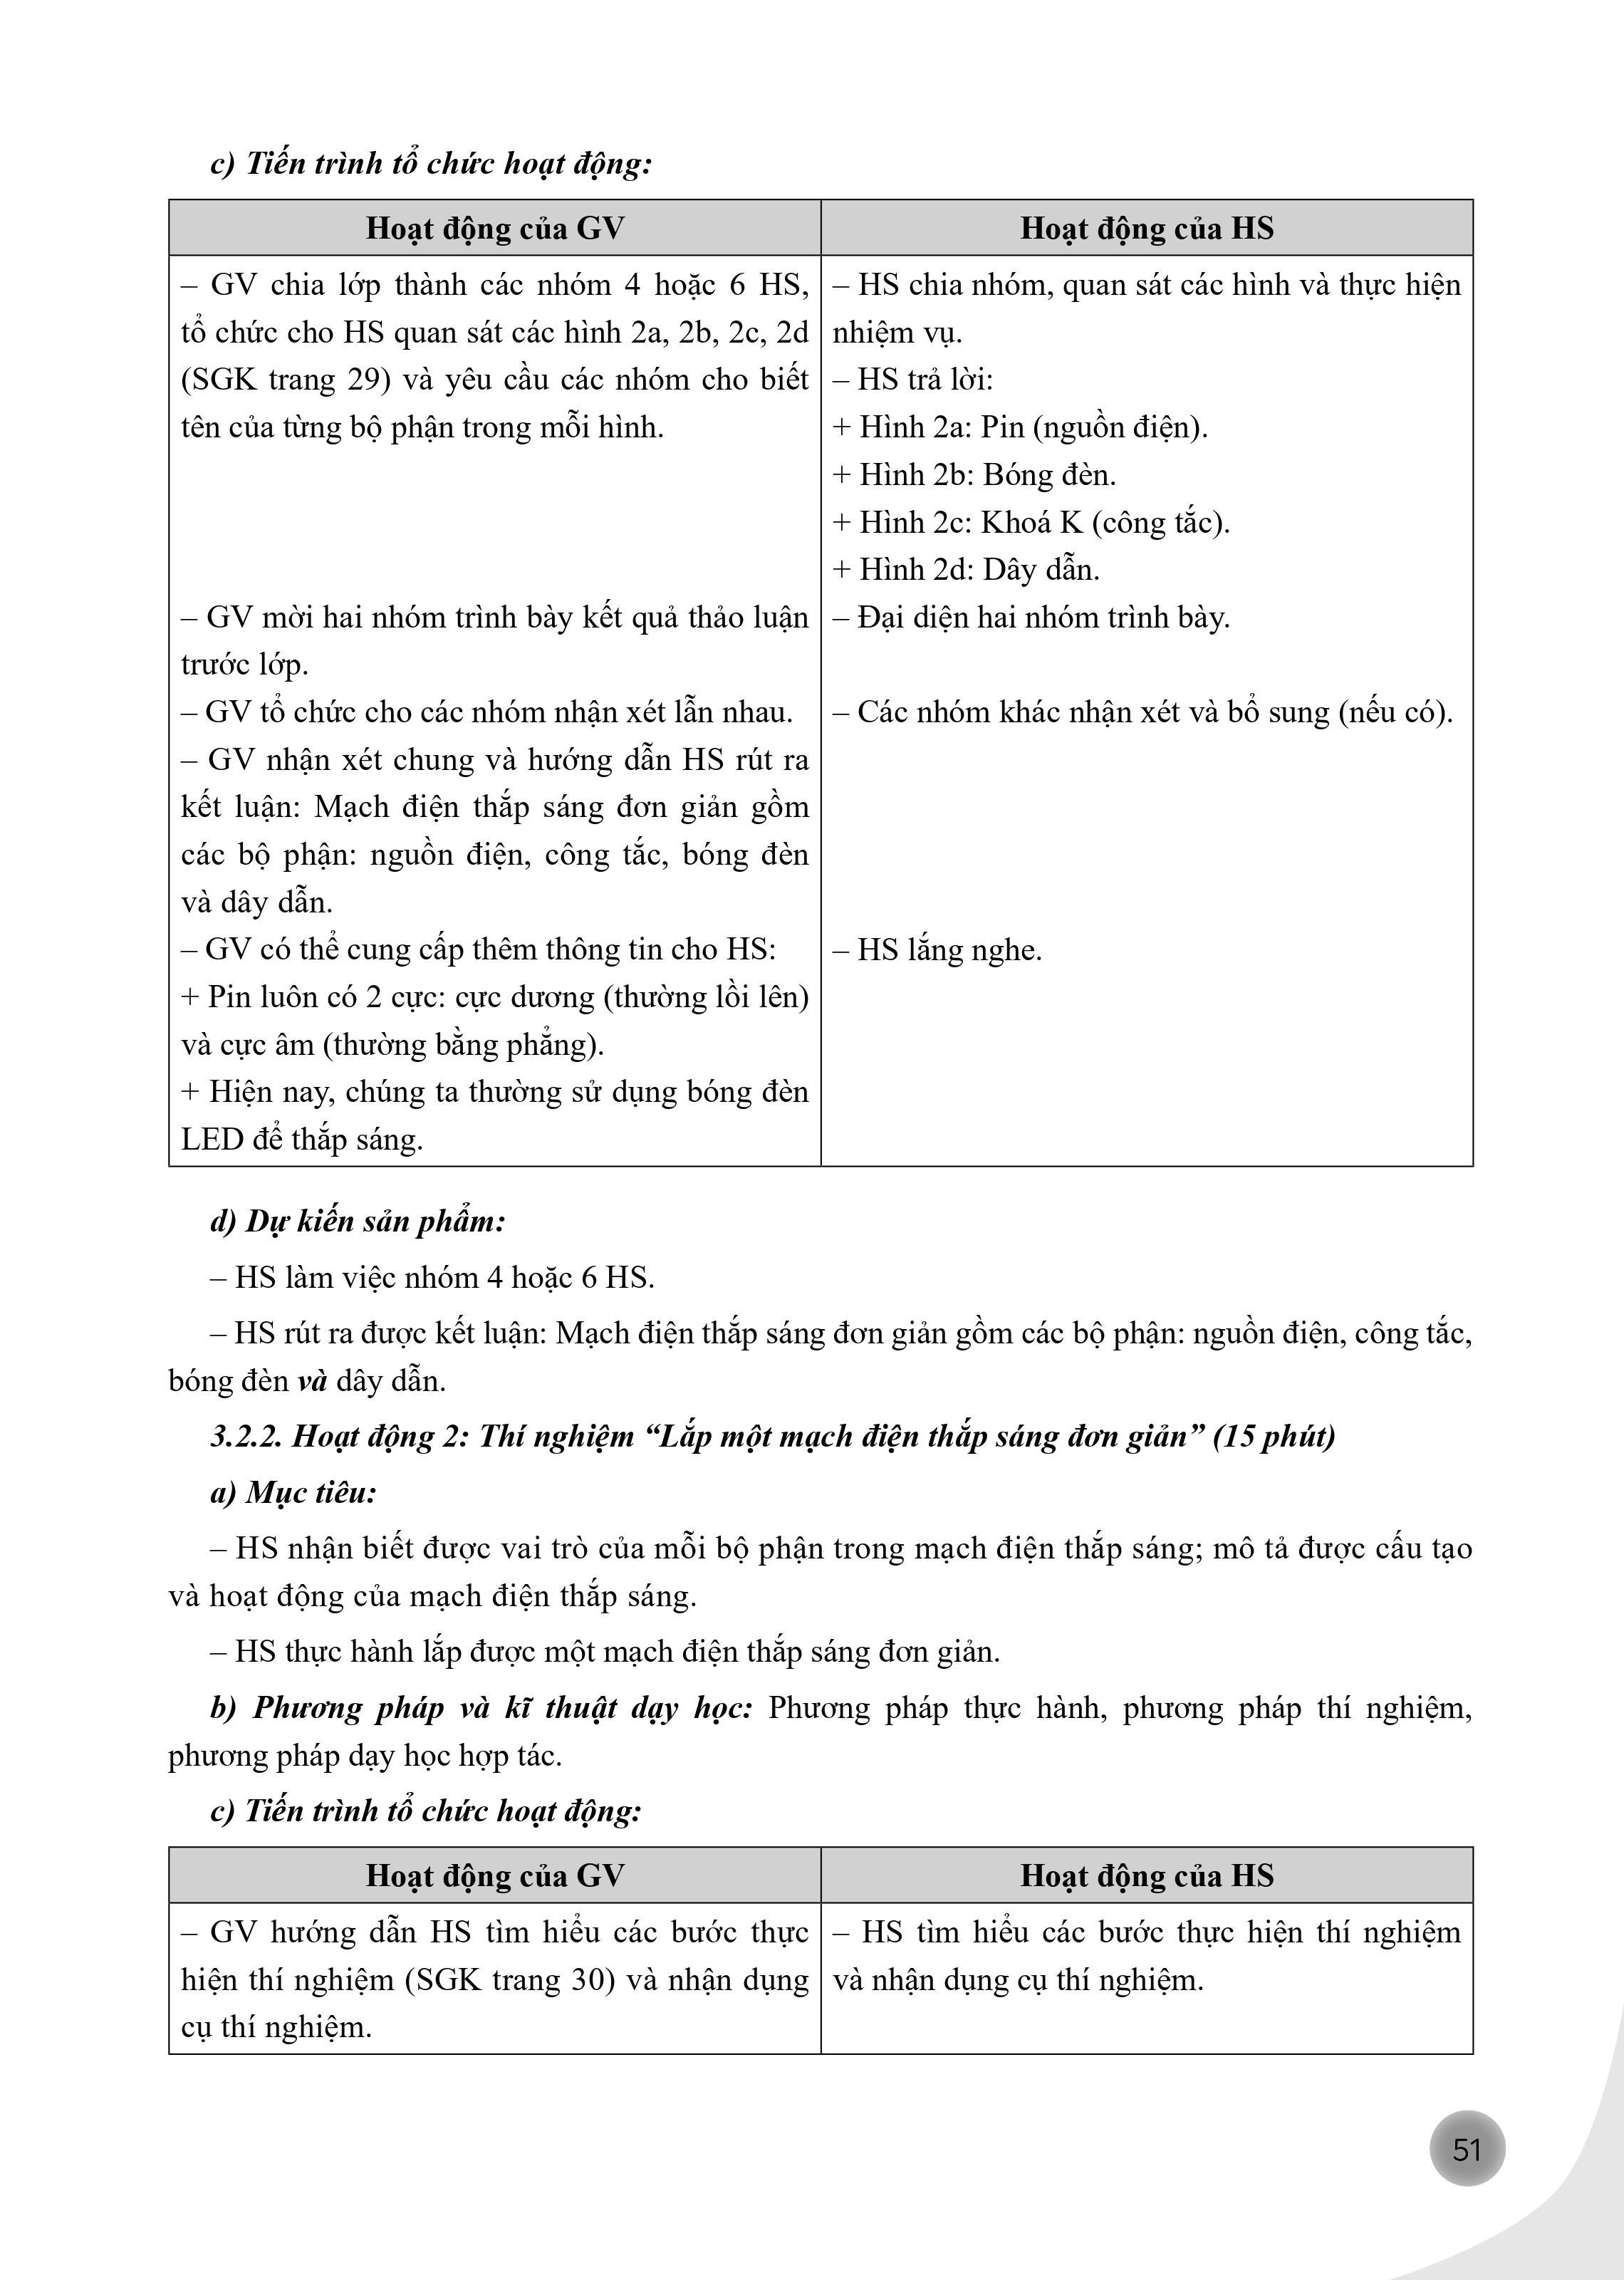 c) Tiến trình tổ chức hoạt động:
Hoạt động của GV
– GV chia lớp thành các nhóm 4 hoặc 6 HS,
tổ chức cho HS quan sát các hình 2a, 2b, 2c, 2d
(SGK trang 29) và yêu cầu các nhóm cho biết
tên của từng bộ phận trong mỗi hình.
– GV mời hai nhóm trình bày kết quả thảo luận
trước lớp.
– GV tổ chức cho các nhóm nhận xét lẫn nhau.
– GV nhận xét chung và hướng dẫn HS rút ra
kết luận: Mạch điện thắp sáng đơn giản gồm
các bộ phận: nguồn điện, công tắc, bóng đèn
và dây dẫn.
– GV có thể cung cấp thêm thông tin cho HS:
+ Pin luôn có 2 cực: cực dương (thường lồi lên)
và cực âm (thường bằng phẳng).
+ Hiện nay, chúng ta thường sử dụng bóng đèn
LED để thắp sáng.
Hoạt động của HS
– HS chia nhóm, quan sát các hình và thực hiện
nhiệm vụ.
– HS trả lời:
+ Hình 2a: Pin (nguồn điện).
+ Hình 2b: Bóng đèn.
+ Hình 2c: Khoá K (công tắc).
+ Hình 2d: Dây dẫn.
– Đại diện hai nhóm trình bày.
– Các nhóm khác nhận xét và bổ sung (nếu có).
– HS lắng nghe.
d) Dự kiến sản phẩm:
– HS làm việc nhóm 4 hoặc 6 HS.
– HS rút ra được kết luận: Mạch điện thắp sáng đơn giản gồm các bộ phận: nguồn điện, công tắc,
bóng đèn và dây dẫn.
3.2.2. Hoạt động 2: Thí nghiệm “Lắp một mạch điện thắp sáng đơn giản” (15 phút)
a) Mục tiêu:
– HS nhận biết được vai trò của mỗi bộ phận trong mạch điện thắp sáng; mô tả được cấu tạo
và hoạt động của mạch điện thắp sáng.
– HS thực hành lắp được một mạch điện thắp sáng đơn giản.
b) Phương pháp và kĩ thuật dạy học: Phương pháp thực hành, phương pháp thí nghiệm,
phương pháp dạy học hợp tác.
c) Tiến trình tổ chức hoạt động:
Hoạt động của GV
– GV hướng dẫn HS tìm hiểu các bước thực
hiện thí nghiệm (SGK trang 30) và nhận dụng
cụ thí nghiệm.
Hoạt động của HS
– HS tìm hiểu các bước thực hiện thí nghiệm
và nhận dụng cụ thí nghiệm.
51